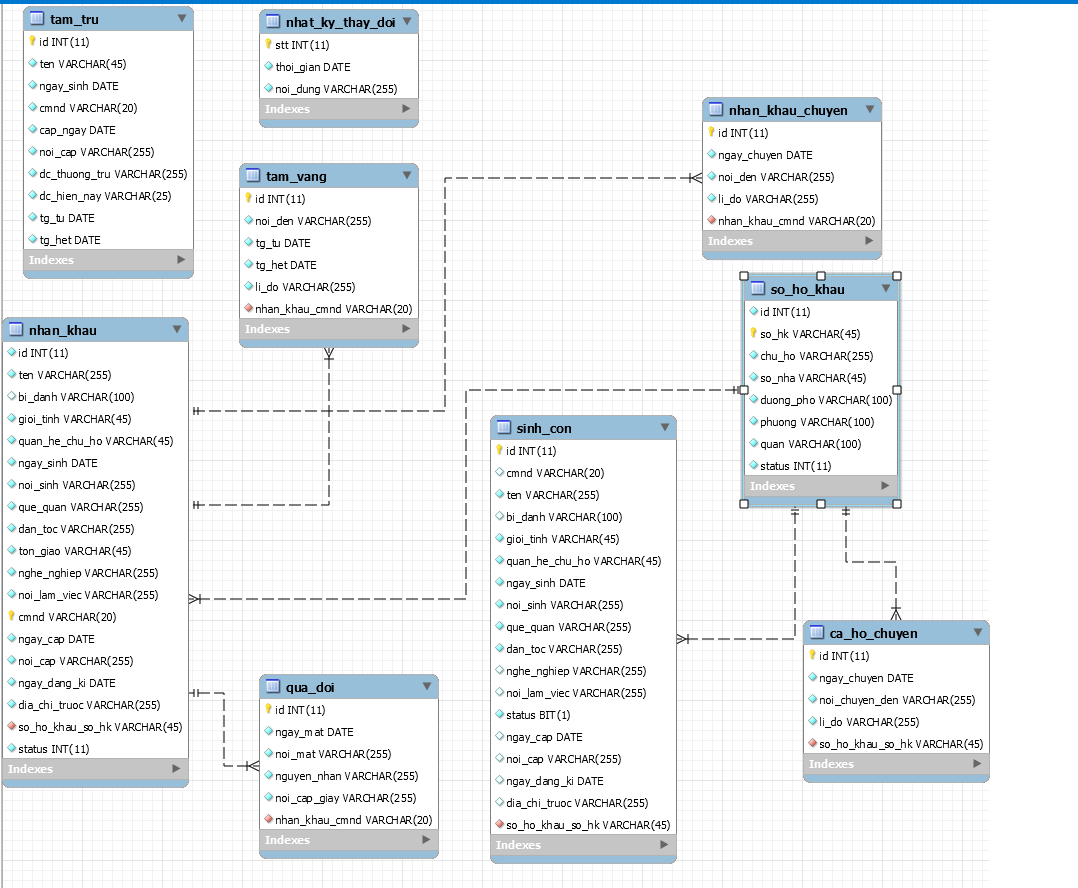 tam_tru
id INT(11)
ten VARCHAR(45)
ngay_sinh DATE
cmnd VARCHAR(20)
cap_ngay DATE
noi_cap VARCHAR(255)
dc_thuong_tru VARCHAR(255)
dc_hien_nay VARCHAR(25)
tg_tu DATE
tg_het DATE
Indexes
nhat_ky_thay_doi
stt INT(11)
thoi_gian DATE
noi_dung VARCHAR(255)
Indexes
tam_vang
id INT(11)
noi_den VARCHAR(255)
tg_tu DATE
tg_het DATE
li_do VARCHAR(255)
nhan_khau_cmnd VARCHAR(20)
Indexes
nhan_khau_chuyen
id INT(11)
ngay_chuyen DATE
noi_den VARCHAR(255)
li_do VARCHAR(255)
nhan_khau_cmnd VARCHAR(20)
Indexes
so_ho_khau
id INT(11)
so_hk VARCHAR(45)
chu_ho VARCHAR(255)
so_nha VARCHAR(45)
duong_pho VARCHAR(100)
phuong VARCHAR(100)
quan VARCHAR(100)
status INT(11)
Indexes
nhan_khau
id INT(11)
ten VARCHAR(255)
bi_danh VARCHAR(100)
gioi_tinh VARCHAR(45)
quan_he_chu_ho VARCHAR(45)
ngay_sinh DATE
noi_sinh VARCHAR(255)
que_quan VARCHAR(255)
dan_toc VARCHAR(255)
ton_giao VARCHAR(45)
nghe_nghiep VARCHAR(255)
noi_lam_viec VARCHAR(255)
cmnd VARCHAR(20)
ngay_cap DATE
noi_cap VARCHAR(255)
ngay_dang_ki DATE
dia_chi_truoc VARCHAR(255)
so_ho_khau_so_hk VARCHAR(45)
status INT(11)
Indexes
sinh_con
id INT(11)
cmnd VARCHAR(20)
ten VARCHAR(255)
bi_danh VARCHAR(100)
gioi_tinh VARCHAR(45)
quan_he_chu_ho VARCHAR(45)
ngay_sinh DATE
noi_sinh VARCHAR(255)
que_quan VARCHAR(255)
dan_toc VARCHAR(255)
nghe_nghiep VARCHAR(255)
noi_lam_viec VARCHAR(255)
status BIT(1)
ngay_cap DATE
noi_cap VARCHAR(255)
ngay_dang_ki DATE
dia_chi_truoc VARCHAR(255)
so_ho_khau_so_hk VARCHAR(45)
Indexes
qua_doi
id INT(11)
ngay_mat DATE
noi_mat VARCHAR(255)
nguyen_nhan VARCHAR(255)
noi_cap_giay VARCHAR(255)
nhan_khau_cmnd VARCHAR(20)
Indexes
ca_ho_chuyen
id INT(11)
ngay_chuyen DATE
noi_chuyen_den VARCHAR(255)
li_do VARCHAR(255)
so_ho_khau_so_hk VARCHAR(45)
Indexes